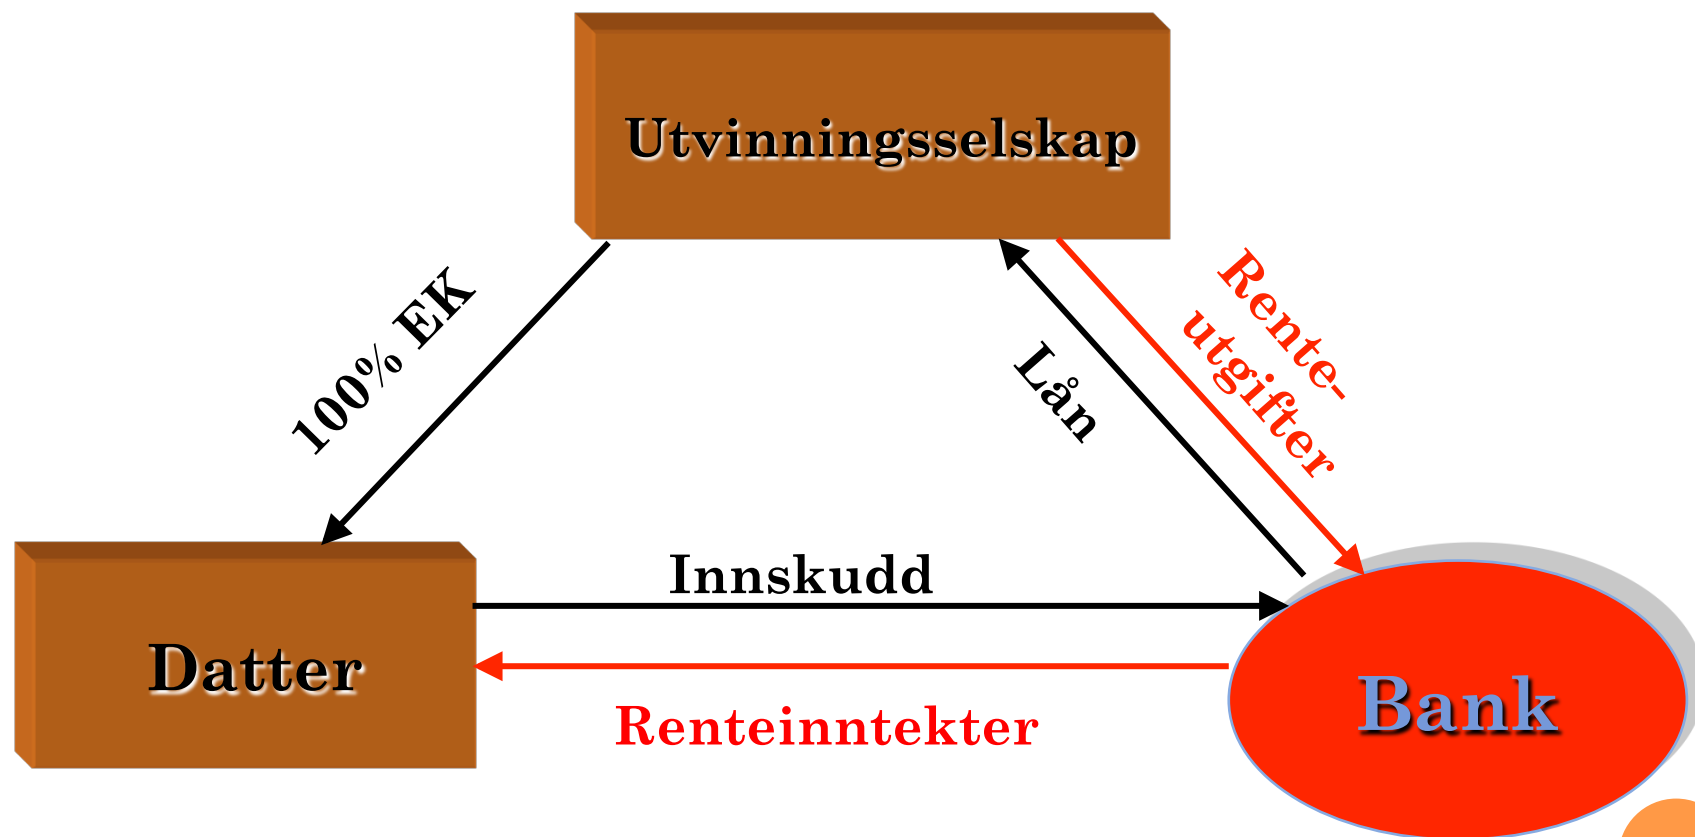 Utvinningsselskap
100% EK
Lån
Rente-
utgifter
Innskudd
Datter
Renteinntekter
Bank